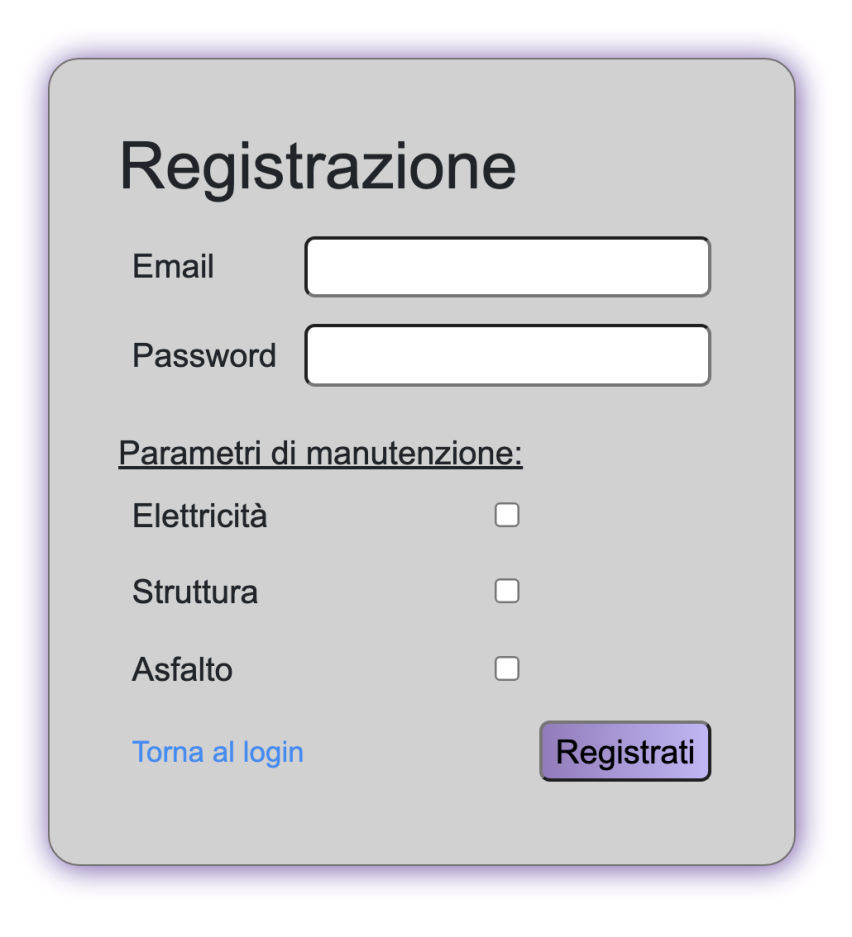 Registrazione
Email
Password
Parametri di manutenzione:
Elettricità
Struttura
Asfalto
Torna al login
Registrati